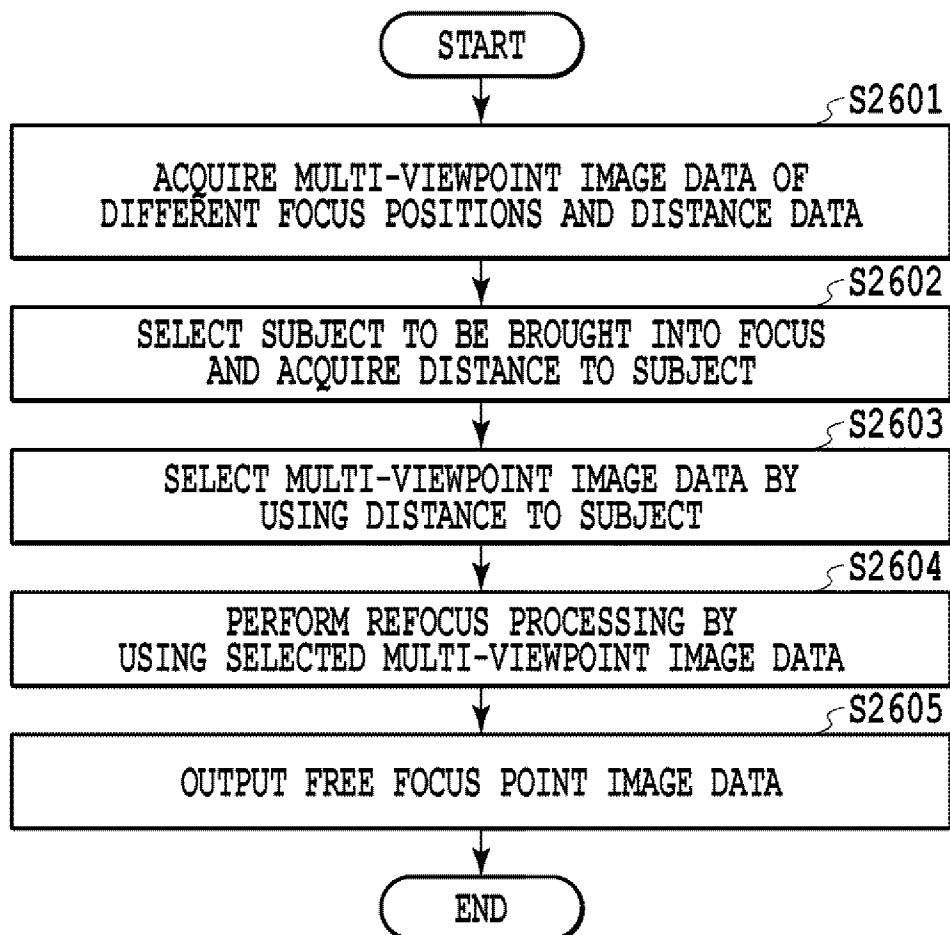 START
S2601
ACQUIRE MULTI-VIEWPOINT IMAGE DATA OF
DIFFERENT FOCUS POSITIONS AND DISTANCE DATA
S2602
SELECT SUBJECT TO BE BROUGHT INTO FOCUS
AND ACQUIRE DISTANCE TO SUBJECT
S2603
SELECT MULTI-VIEWPOINT IMAGE DATA BY
USING DISTANCE TO SUBJECT
S2604
PERFORM REFOCUS PROCESSING BY
USING SELECTED MULTI-VIEWPOINT IMAGE DATA
S2605
OUTPUT FREE FOCUS POINT IMAGE DATA
END